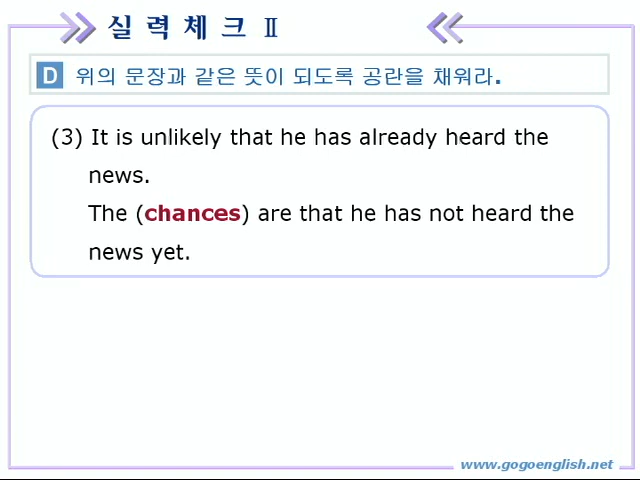 실 력 체 크 Ⅱ
D 위의 문장과 같은 뜻이 되도록 공란을 채워라.
(3) It is unlikely that he has already heard the
news.
The (chances) are that he has not heard the
news yet.
www.gogoenglish.net